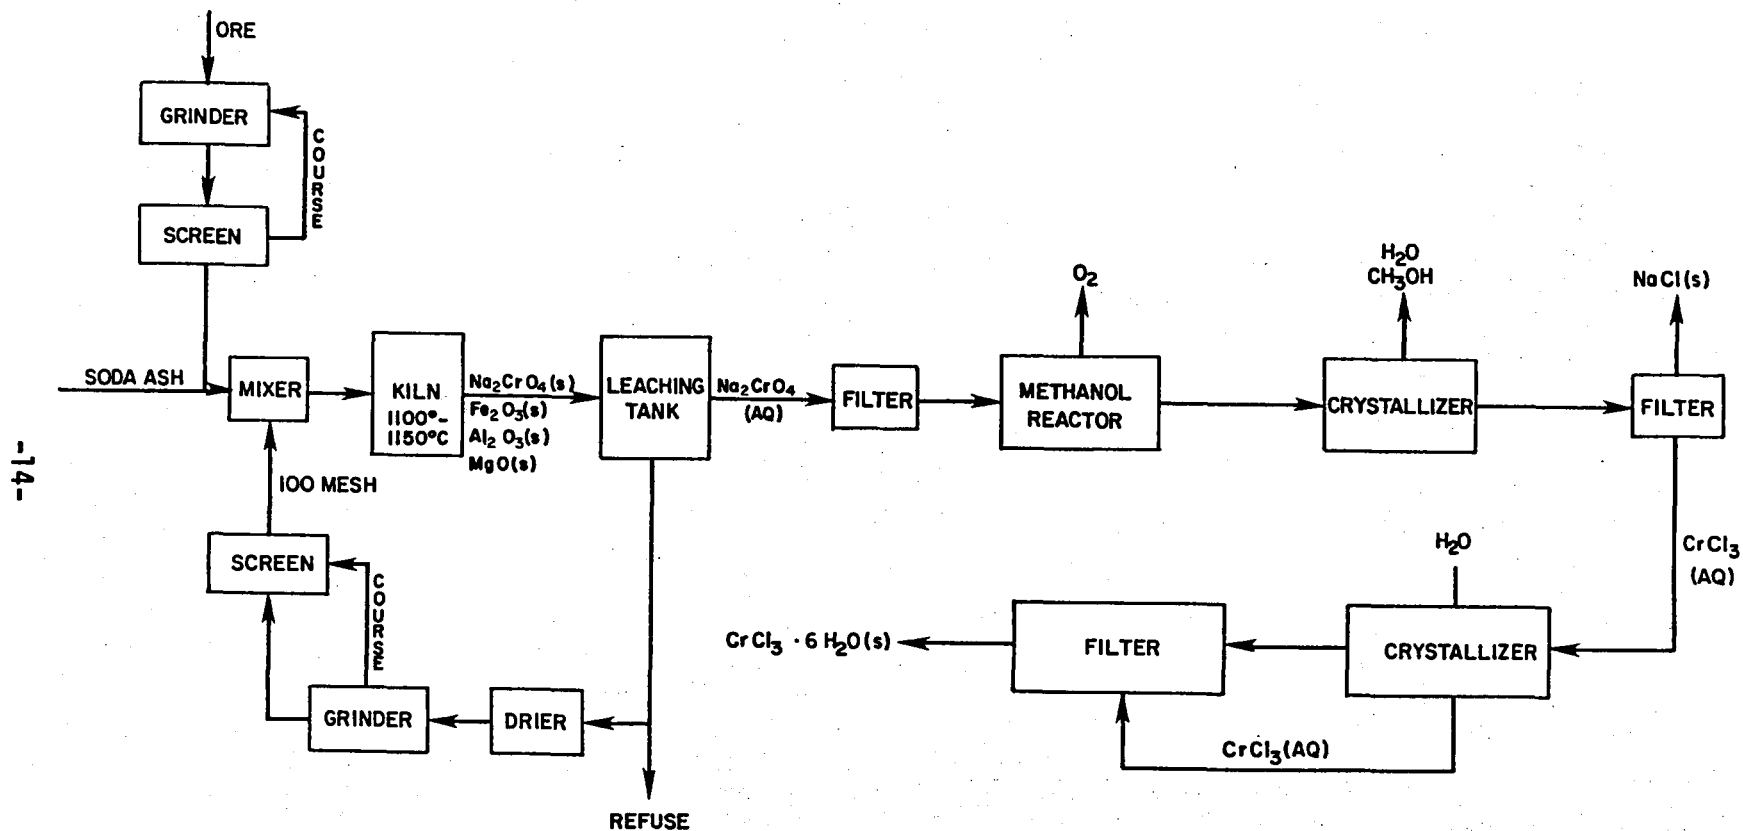 ORE
GRINDER
COURSE
SCREEN
SODA ASH
MIXER
KILN
1100°-
1150°C
Na2CrO4(s)
Fe2O3(s)
Al2O3(s)
MgO(s)
LEACHING
TANK
Na2CrO4
(AQ)
FILTER
O2
METHANOL
REACTOR
H2O
CH3OH
CRYSTALLIZER
NaCl(s)
FILTER
-14-
100 MESH
SCREEN
COURSE
GRINDER
DRIER
REFUSE
CrCl3
(AQ)
H2O
CRYSTALLIZER
FILTER
CrCl3 · 6 H2O(s)
CrCl3(AQ)